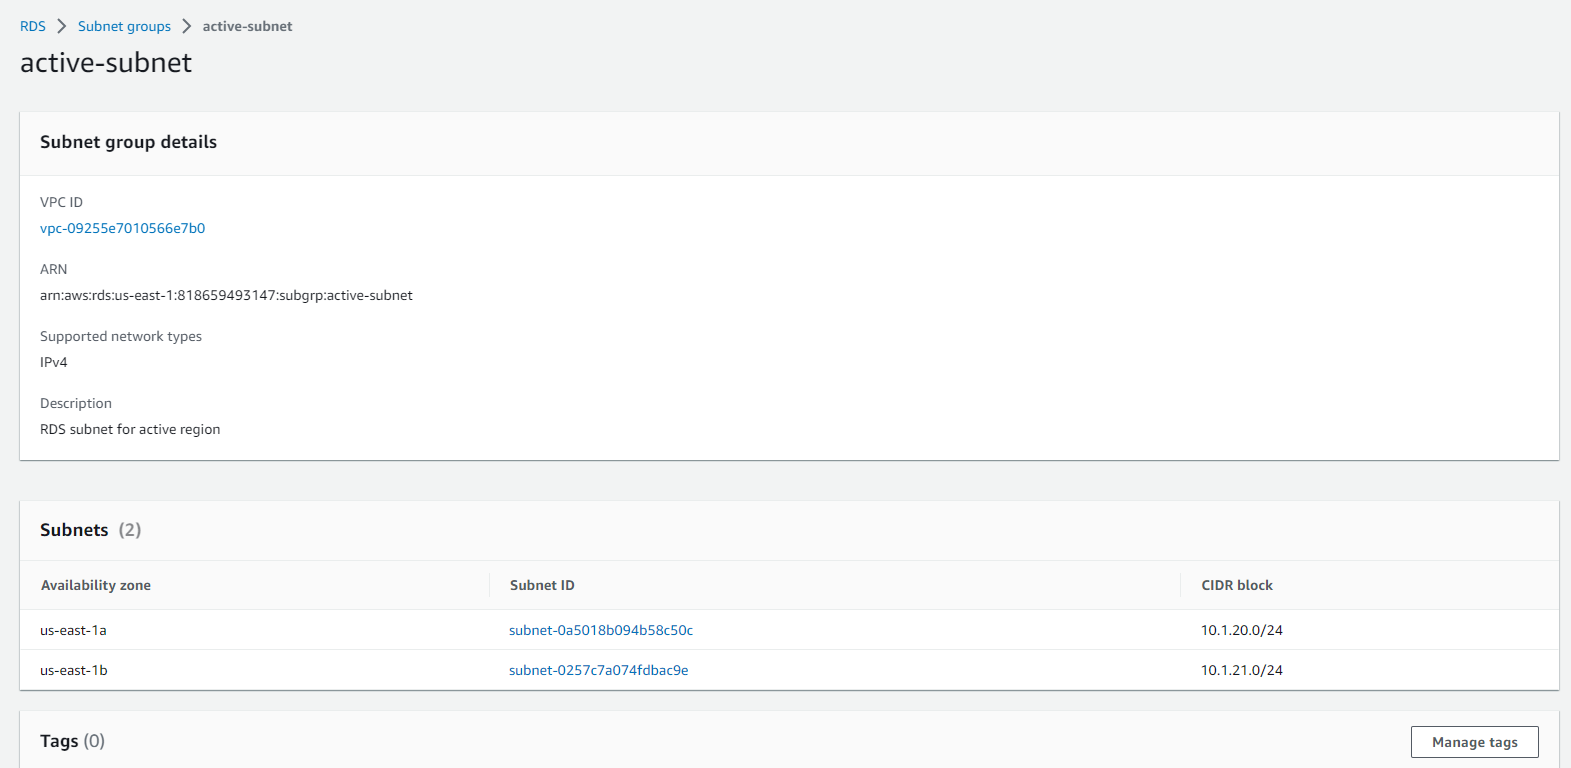 RDS > Subnet groups > active-subnet
active-subnet
Subnet group details
VPC ID
vpc-09255e7010566e7b0
ARN
arn:aws:rds:us-east-1:818659493147:subgrp:active-subnet
Supported network types
IPv4
Description
RDS subnet for active region
Subnets (2)
Availability zone Subnet ID CIDR block
us-east-1a subnet-0a5018b094b58c50c 10.1.20.0/24
us-east-1b subnet-0257c7a074fdbac9e 10.1.21.0/24
Tags (0) Manage tags